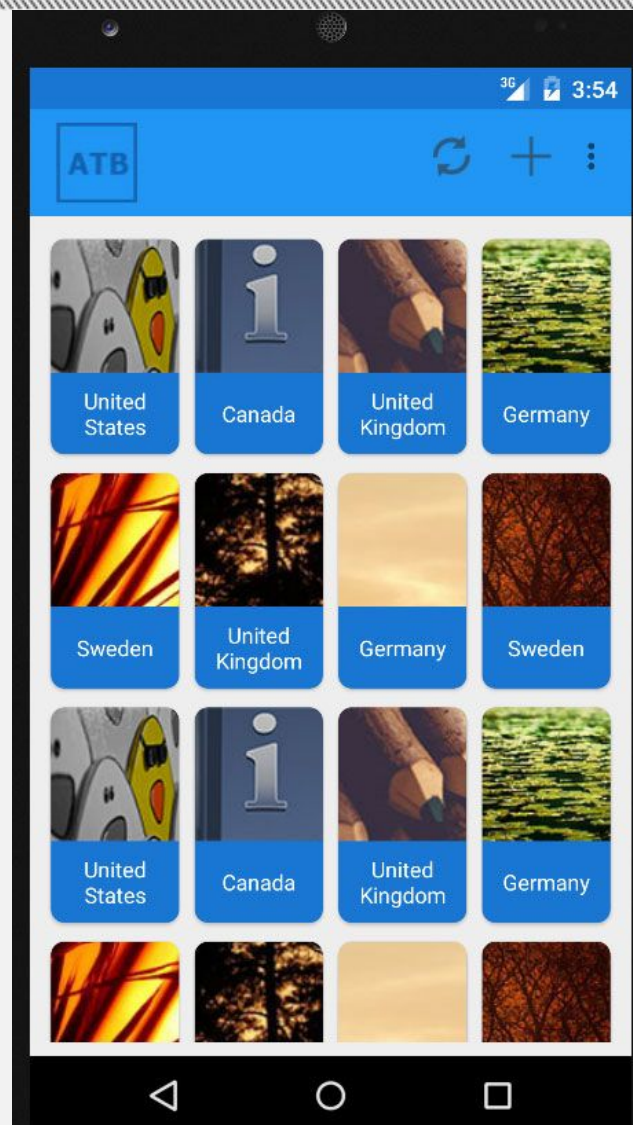 3G 3:54
ATB
United
States
Canada
United
Kingdom
Germany
Sweden
United
Kingdom
Germany
Sweden
United
States
Canada
United
Kingdom
Germany